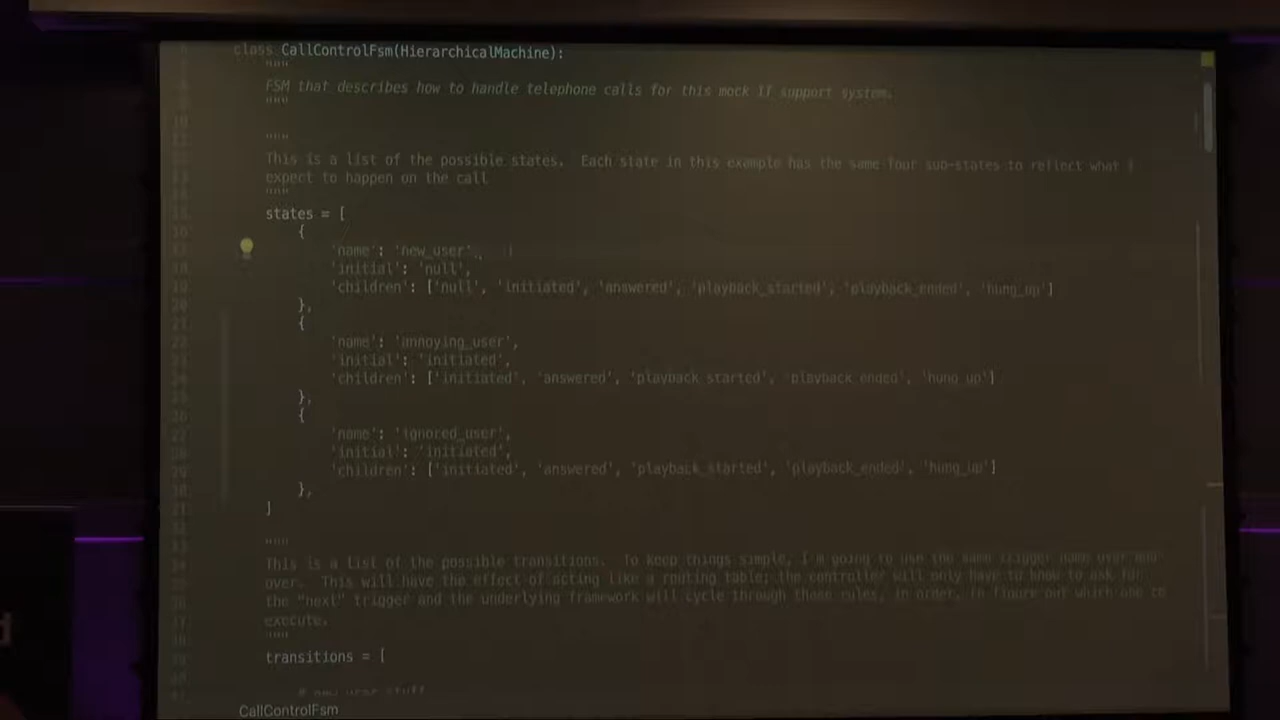 class CallControlFsm(HierarchicalMachine):
"""
FSM that describes how to handle telephone calls for this mock it support system.
"""
"""
This is a list of the possible states.  Each state in this example has the same four sub-states to reflect what I
expect to happen on the call
"""
states = [
{
'name': 'new_user',
'initial': 'null',
'children': ['null', 'initiated', 'answered', 'playback_started', 'playback_ended', 'hung_up']
},
{
'name': 'annoying_user',
'initial': 'initiated',
'children': ['initiated', 'answered', 'playback_started', 'playback_ended', 'hung_up']
},
{
'name': 'ignored_user',
'initial': 'initiated',
'children': ['initiated', 'answered', 'playback_started', 'playback_ended', 'hung_up']
},
]
"""
This is a list of the possible transitions.  To keep things simple, I'm going to use the same trigger name over and
over.  This will have the effect of acting like a routing table; the controller will only have to know to ask for
the "next" trigger and the underlying framework will cycle through those rules, in order, to figure out which one to
execute.
"""
transitions = [
# new user stuff
CallControlFsm